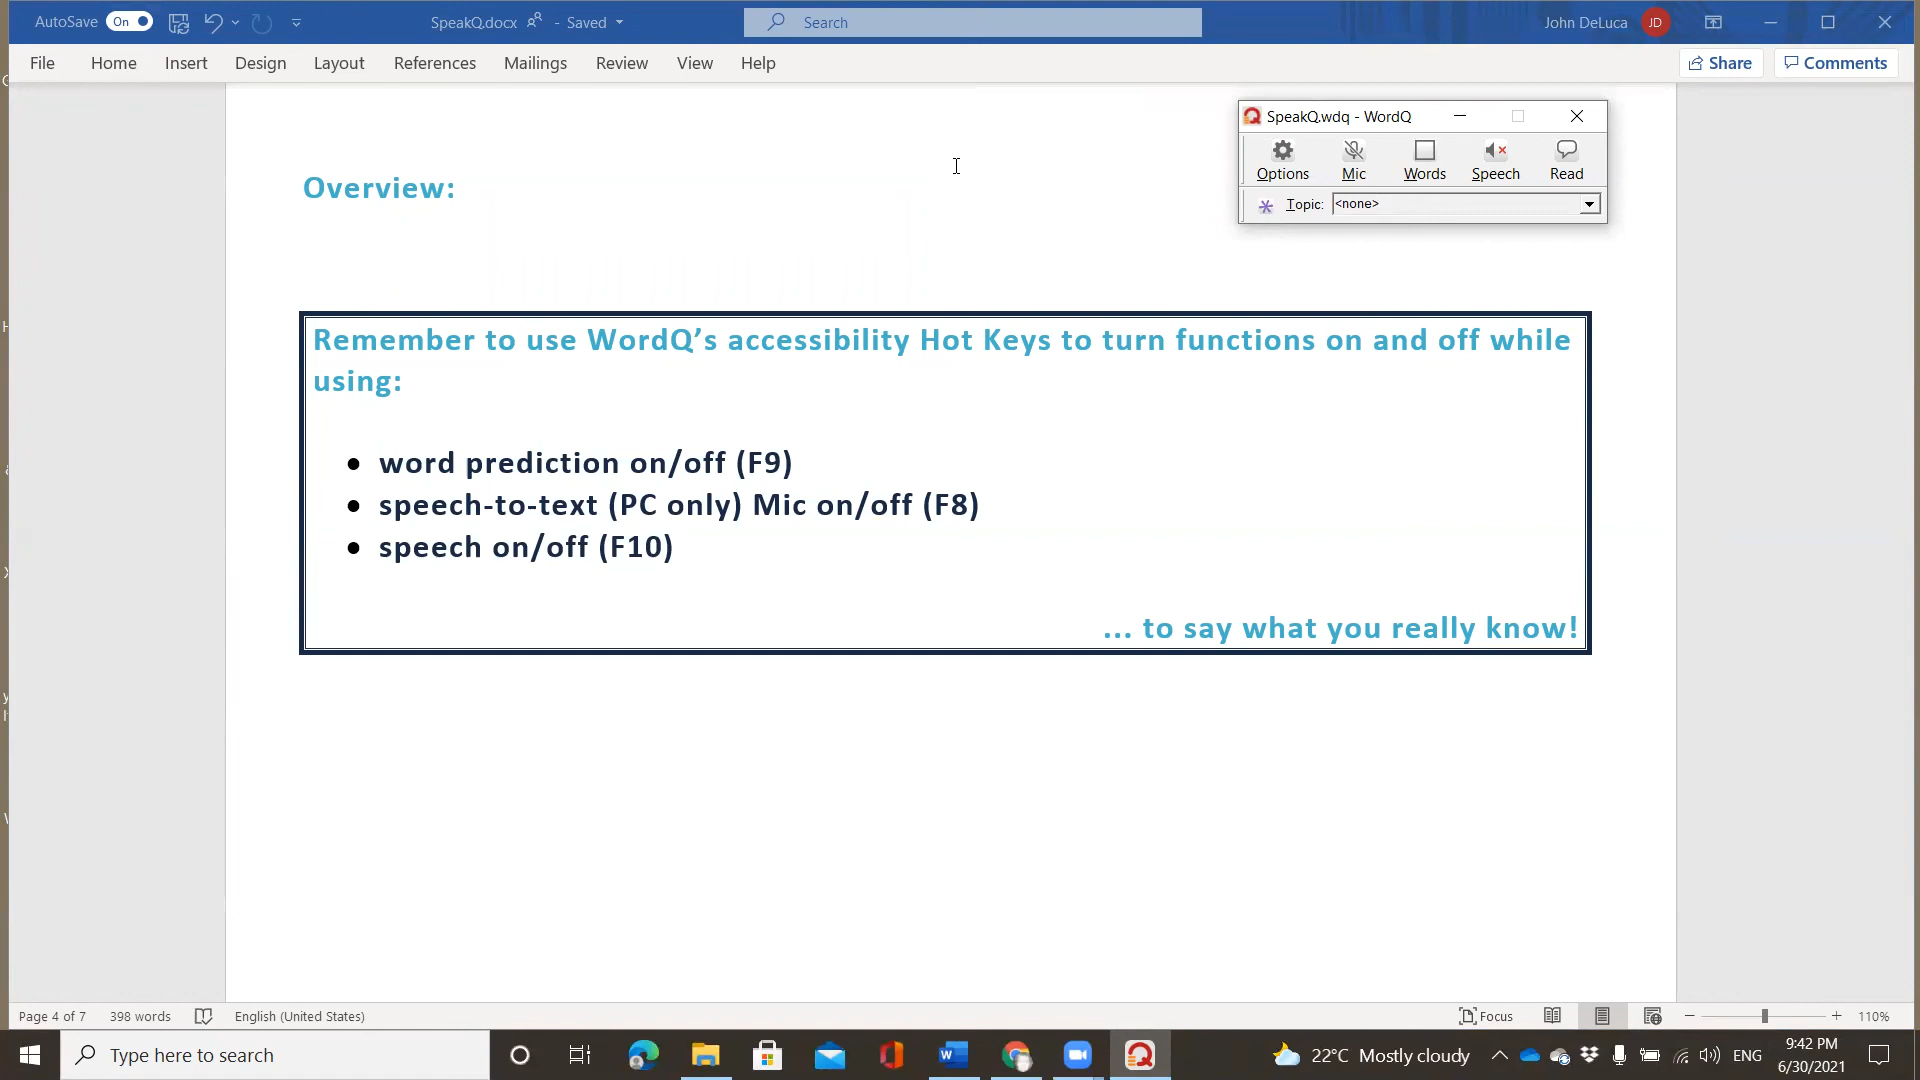 AutoSave On SpeakQ.docx - Saved Search John DeLuca JD
File Home Insert Design Layout References Mailings Review View Help Share Comments
SpeakQ.wdq - WordQ
Options Mic Words Speech Read
Topic: <none>
Overview:
Remember to use WordQ’s accessibility Hot Keys to turn functions on and off while
using:
● word prediction on/off (F9)
● speech-to-text (PC only) Mic on/off (F8)
● speech on/off (F10)
... to say what you really know!
Page 4 of 7 398 words English (United States) Focus 110%
Type here to search 22°C Mostly cloudy ENG 9:42 PM
6/30/2021